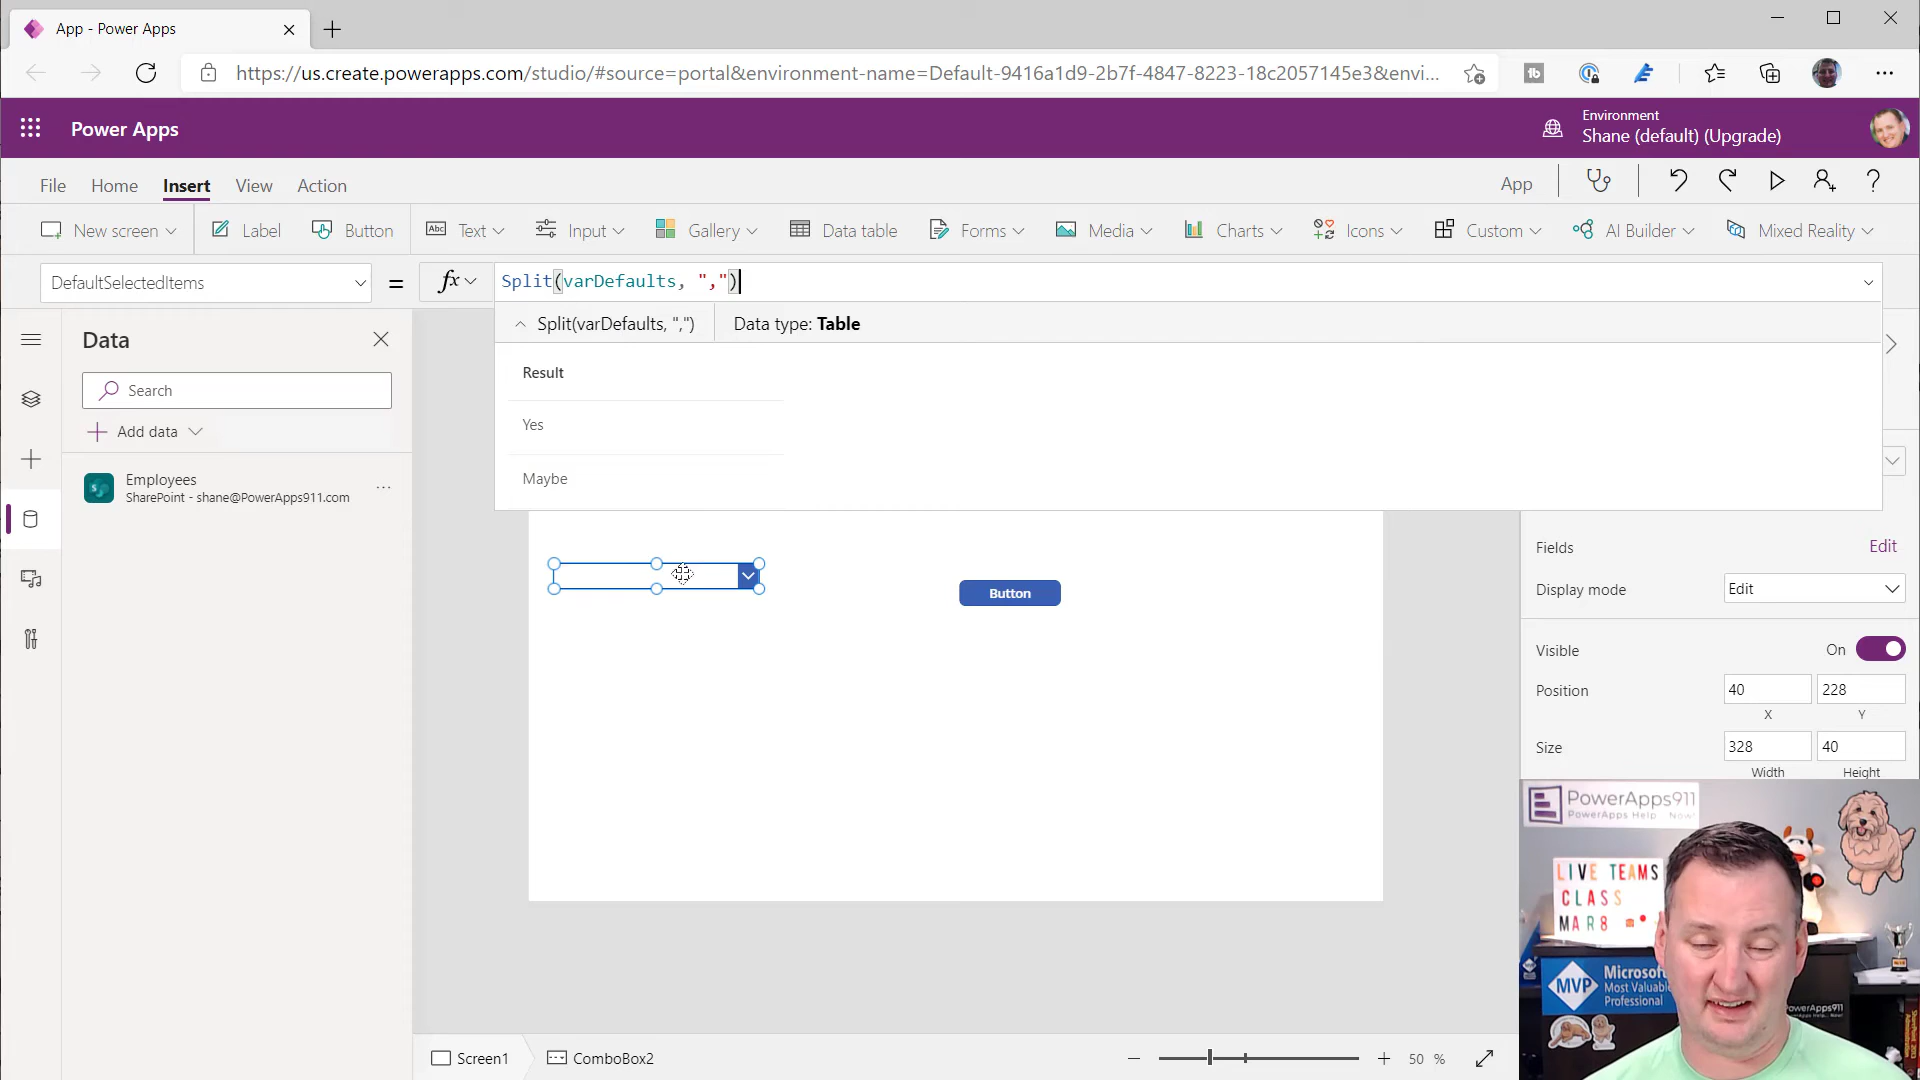 App - Power Apps
https://us.create.powerapps.com/studio/#source=portal&environment-name=Default-9416a1d9-2b7f-4847-8223-18c2057145e3&envi...
Power Apps
Environment
Shane (default) (Upgrade)
File Home Insert View Action
App
New screen Label Button Text Input Gallery Data table Forms Media Charts Icons Custom AI Builder Mixed Reality
DefaultSelectedItems = fx Split(varDefaults, ",")
Split(varDefaults, ",") Data type: Table
Result
Yes
Maybe
Data
Search
Add data
Employees
SharePoint - shane@PowerApps911.com
Button
Fields Edit
Display mode Edit
Visible On
Position 40 228
X Y
Size 328 40
Width Height
PowerApps911
PowerApps Help.. Now!
LIVE TEAMS
CLASS
MAR 8
MVP
Microsof
Most Valuable
Professional
Screen1 ComboBox2
50 %